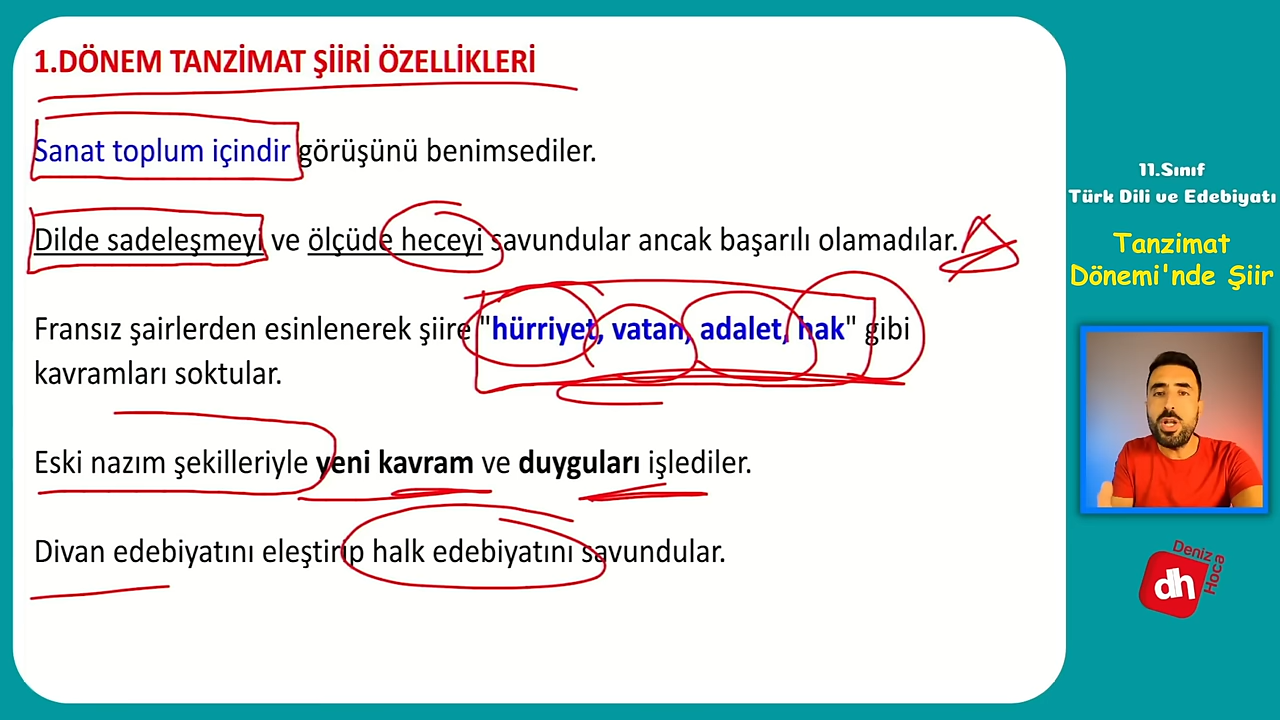 1.DÖNEM TANZİMAT ŞİİRİ ÖZELLİKLERİ
Sanat toplum içindir görüşünü benimsediler.
Dilde sadeleşmeyi ve ölçüde heceyi savundular ancak başarılı olamadılar.
Fransız şairlerden esinlenerek şiire "hürriyet, vatan, adalet, hak" gibi
kavramları soktular.
Eski nazım şekilleriyle yeni kavram ve duyguları işlediler.
Divan edebiyatını eleştirip halk edebiyatını savundular.
11.Sınıf
Türk Dili ve Edebiyatı
Tanzimat
Dönemi'nde Şiir
Deniz
Hoca
dh